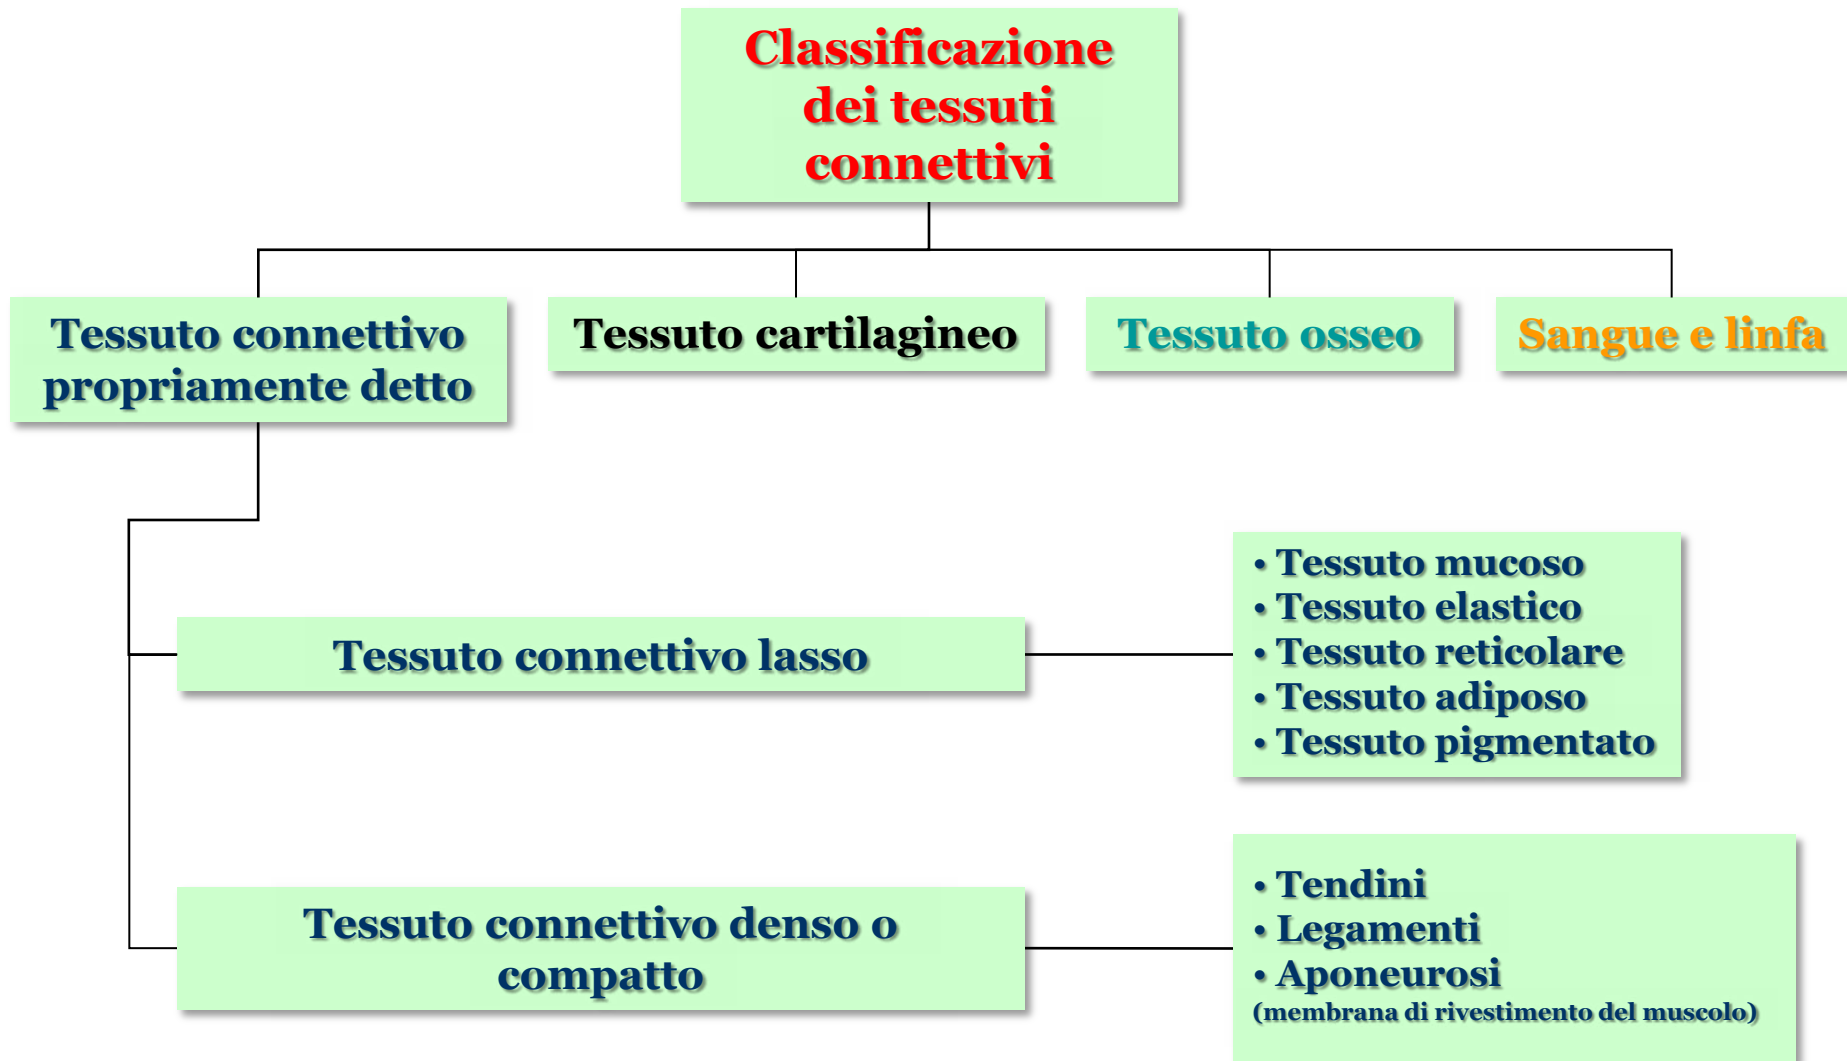 Classificazione
dei tessuti
connettivi
Tessuto connettivo
propriamente detto
Tessuto cartilagineo
Tessuto osseo
Sangue e linfa
Tessuto connettivo lasso
• Tessuto mucoso
• Tessuto elastico
• Tessuto reticolare
• Tessuto adiposo
• Tessuto pigmentato
Tessuto connettivo denso o
compatto
• Tendini
• Legamenti
• Aponeurosi
(membrana di rivestimento del muscolo)